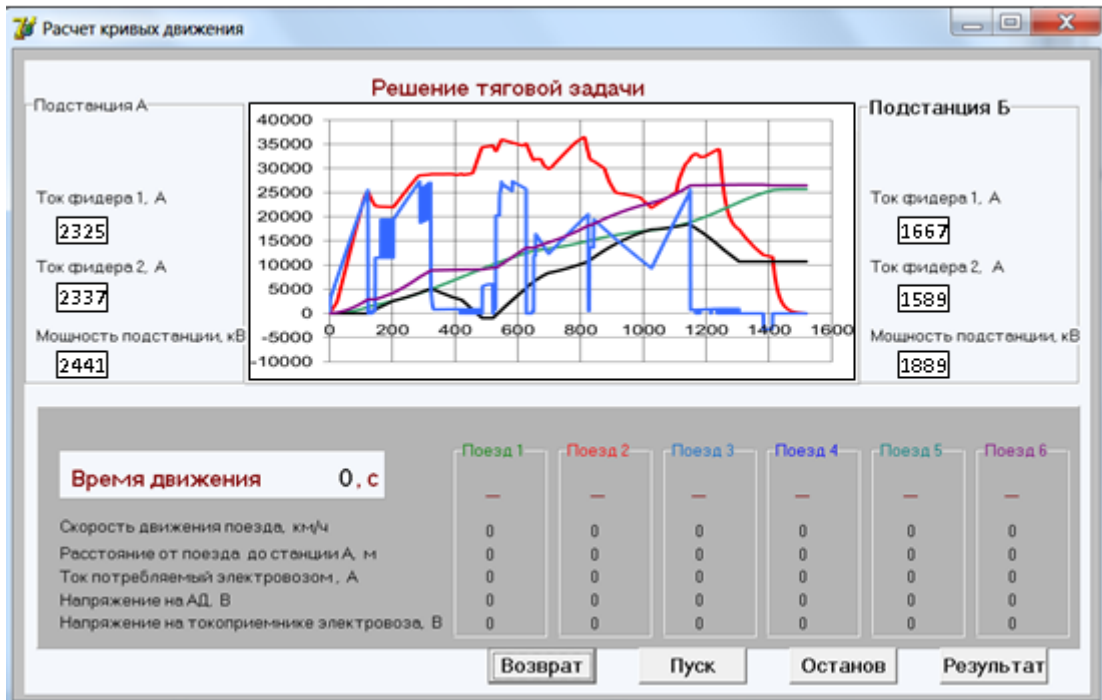 Расчет кривых движения
Решение тяговой задачи
Подстанция А
Ток фидера 1, А
2325
Ток фидера 2, А
2337
Мощность подстанции, кВ
2441
40000
35000
30000
25000
20000
15000
10000
5000
0
-5000
-10000
0 200 400 600 800 1000 1200 1400 1600
Подстанция Б
Ток фидера 1, А
1667
Ток фидера 2, А
1589
Мощность подстанции, кВ
1889
Поезд 1 Поезд 2 Поезд 3 Поезд 4 Поезд 5 Поезд 6
Время движения 0, с
— — — — — —
Скорость движения поезда, км/ч 0 0 0 0 0 0
Расстояние от поезда до станции А, м 0 0 0 0 0 0
Ток потребляемый электровозом, А 0 0 0 0 0 0
Напряжение на АД, В 0 0 0 0 0 0
Напряжение на токоприемнике электровоза, В 0 0 0 0 0 0
Возврат Пуск Останов Результат